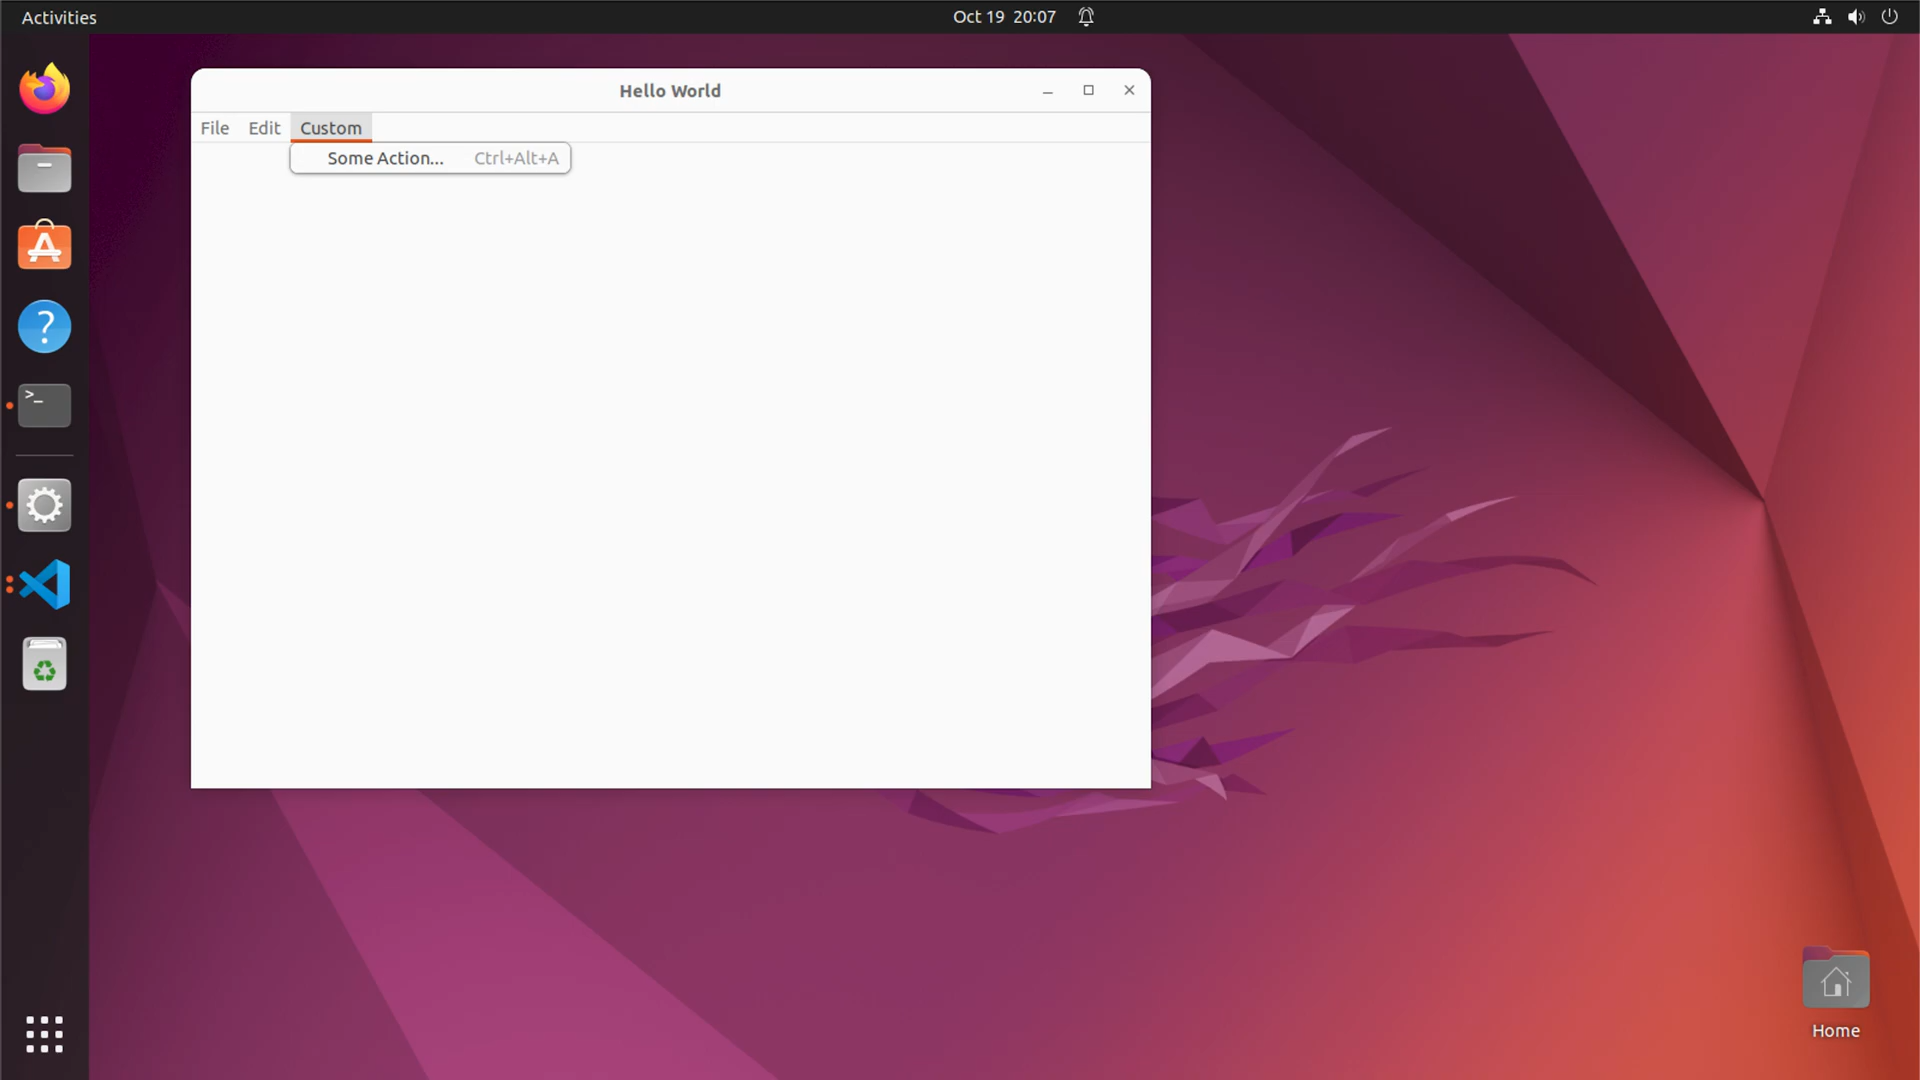 Activities
Oct 19 20:07
Hello World
File Edit Custom
Some Action... Ctrl+Alt+A
Home